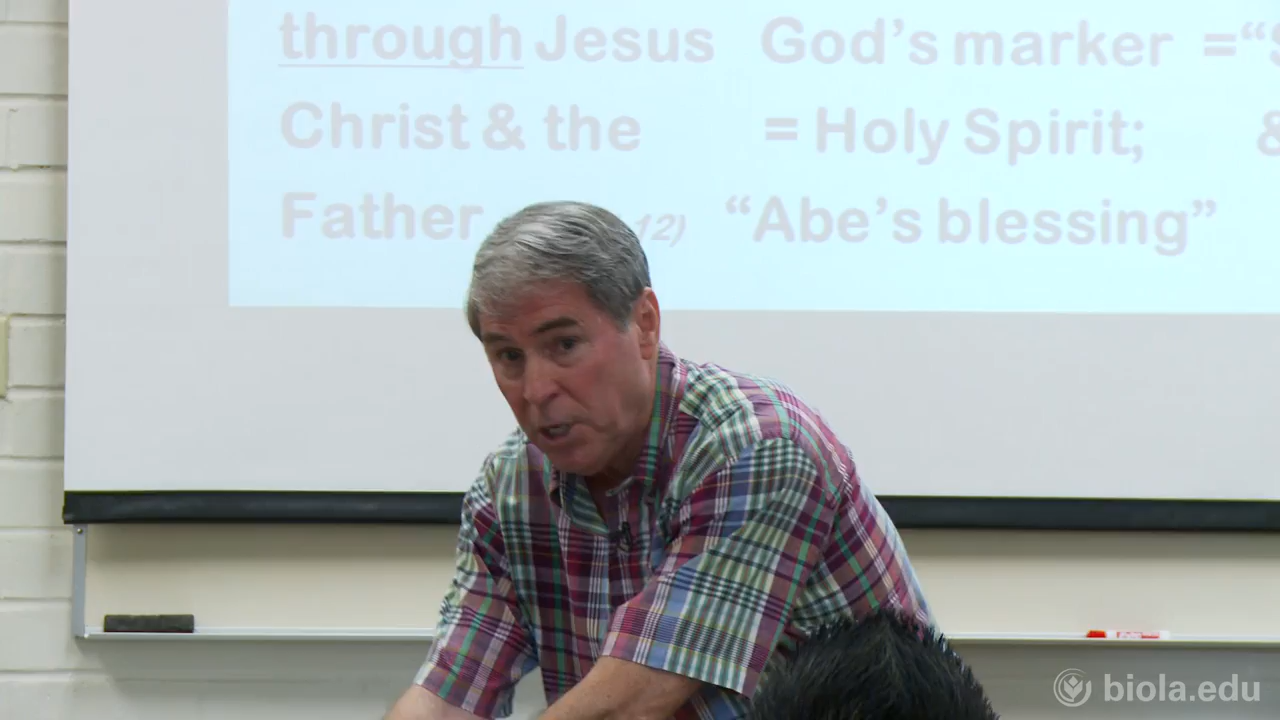 through Jesus God's marker ="
Christ & the = Holy Spirit; &
Father 12) "Abe's blessing"
biola.edu